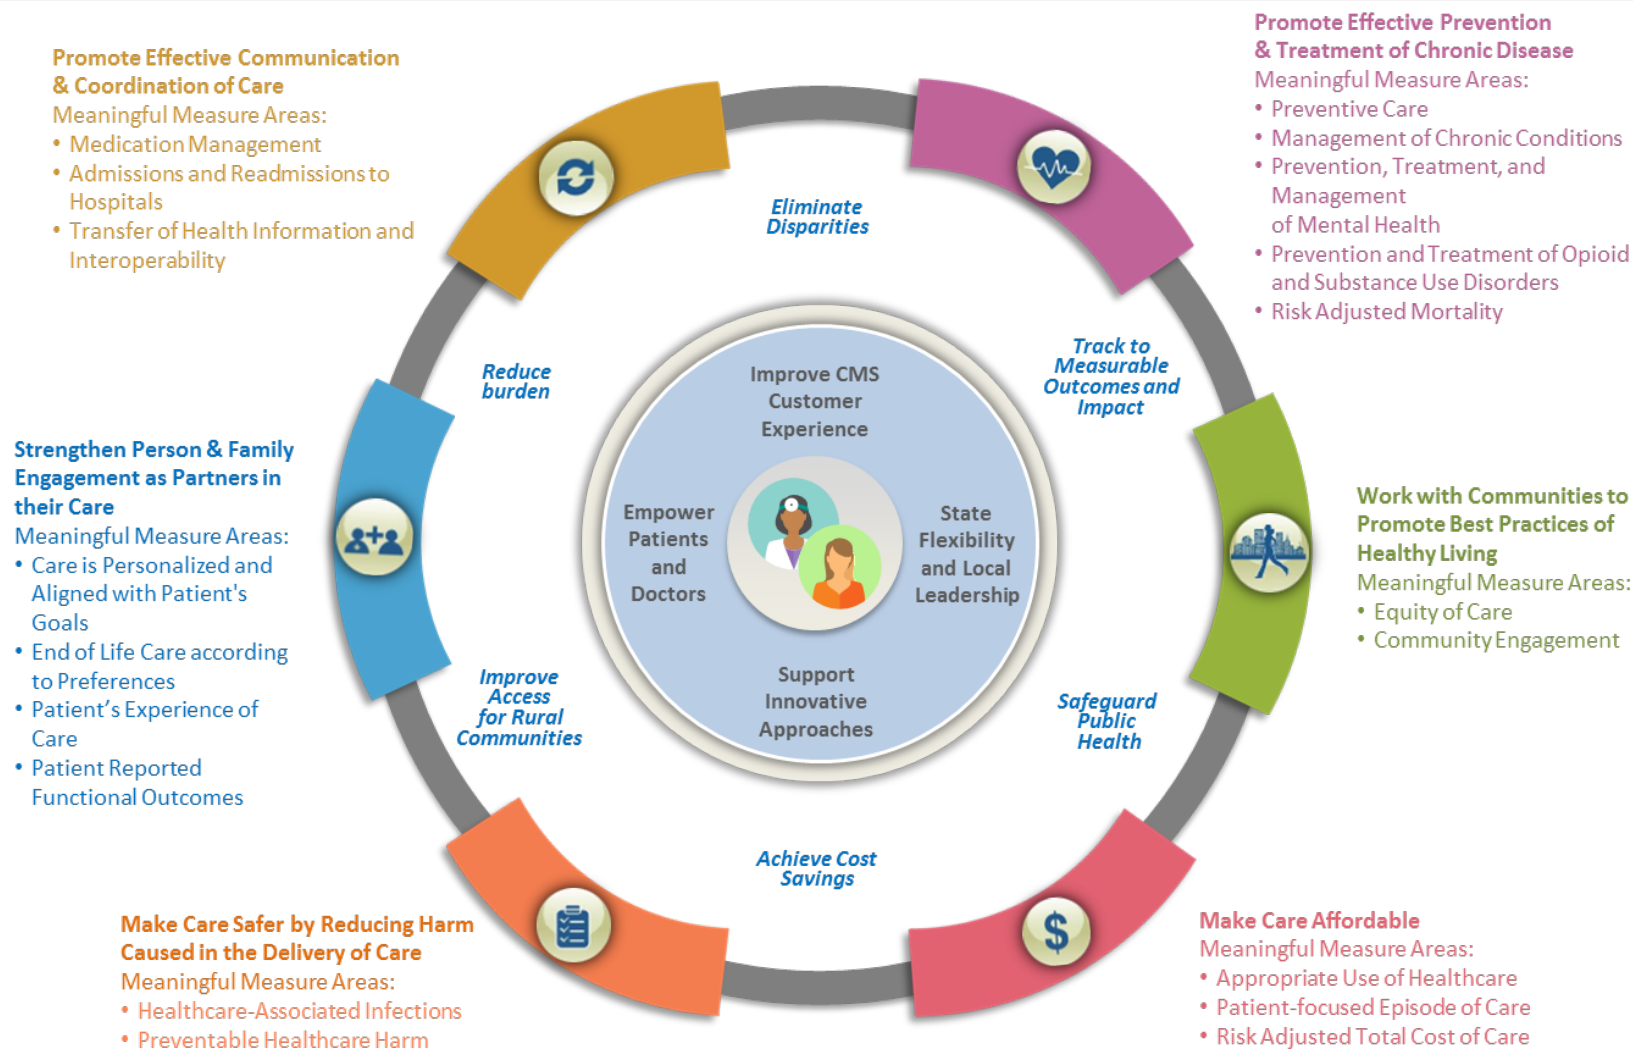 Promote Effective Communication
& Coordination of Care
Meaningful Measure Areas:
• Medication Management
• Admissions and Readmissions to
Hospitals
• Transfer of Health Information and
Interoperability
Promote Effective Prevention
& Treatment of Chronic Disease
Meaningful Measure Areas:
• Preventive Care
• Management of Chronic Conditions
• Prevention, Treatment, and
Management
of Mental Health
• Prevention and Treatment of Opioid
and Substance Use Disorders
• Risk Adjusted Mortality
Eliminate
Disparities
Reduce
burden
Track to
Measurable
Outcomes and
Impact
Improve CMS
Customer
Experience
Empower
Patients
and
Doctors
State
Flexibility
and Local
Leadership
Support
Innovative
Approaches
Strengthen Person & Family
Engagement as Partners in
their Care
Meaningful Measure Areas:
• Care is Personalized and
Aligned with Patient's
Goals
• End of Life Care according
to Preferences
• Patient’s Experience of
Care
• Patient Reported
Functional Outcomes
Work with Communities to
Promote Best Practices of
Healthy Living
Meaningful Measure Areas:
• Equity of Care
• Community Engagement
Improve
Access
for Rural
Communities
Safeguard
Public
Health
Achieve Cost
Savings
Make Care Safer by Reducing Harm
Caused in the Delivery of Care
Meaningful Measure Areas:
• Healthcare-Associated Infections
• Preventable Healthcare Harm
$
Make Care Affordable
Meaningful Measure Areas:
• Appropriate Use of Healthcare
• Patient-focused Episode of Care
• Risk Adjusted Total Cost of Care